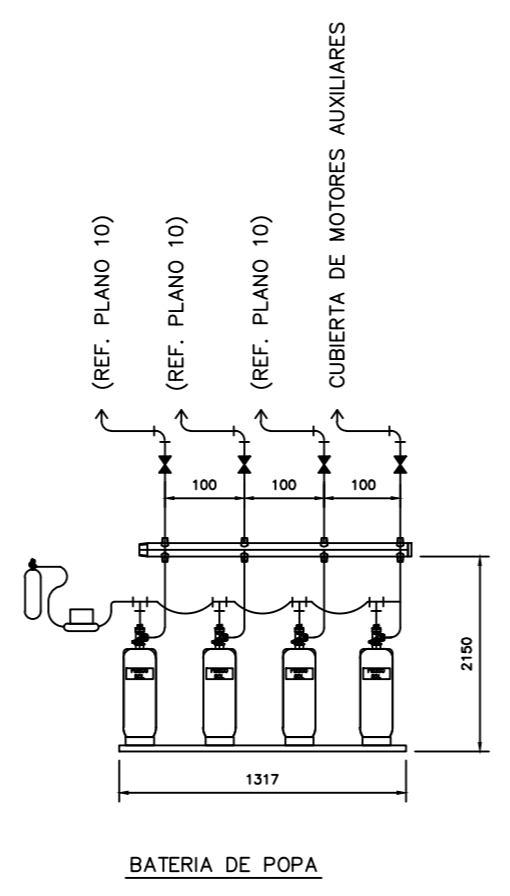 (REF. PLANO 10)
(REF. PLANO 10)
(REF. PLANO 10)
CUBIERTA DE MOTORES AUXILIARES
100
100
100
2150
1317
BATERIA DE POPA